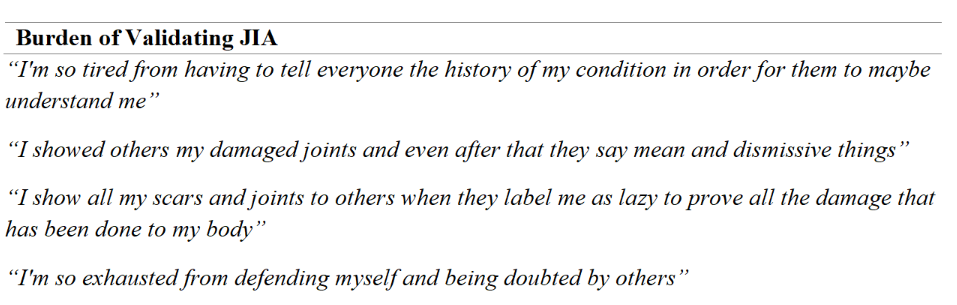 Burden of Validating JIA
“I'm so tired from having to tell everyone the history of my condition in order for them to maybe
understand me”
“I showed others my damaged joints and even after that they say mean and dismissive things”
“I show all my scars and joints to others when they label me as lazy to prove all the damage that
has been done to my body”
“I'm so exhausted from defending myself and being doubted by others”